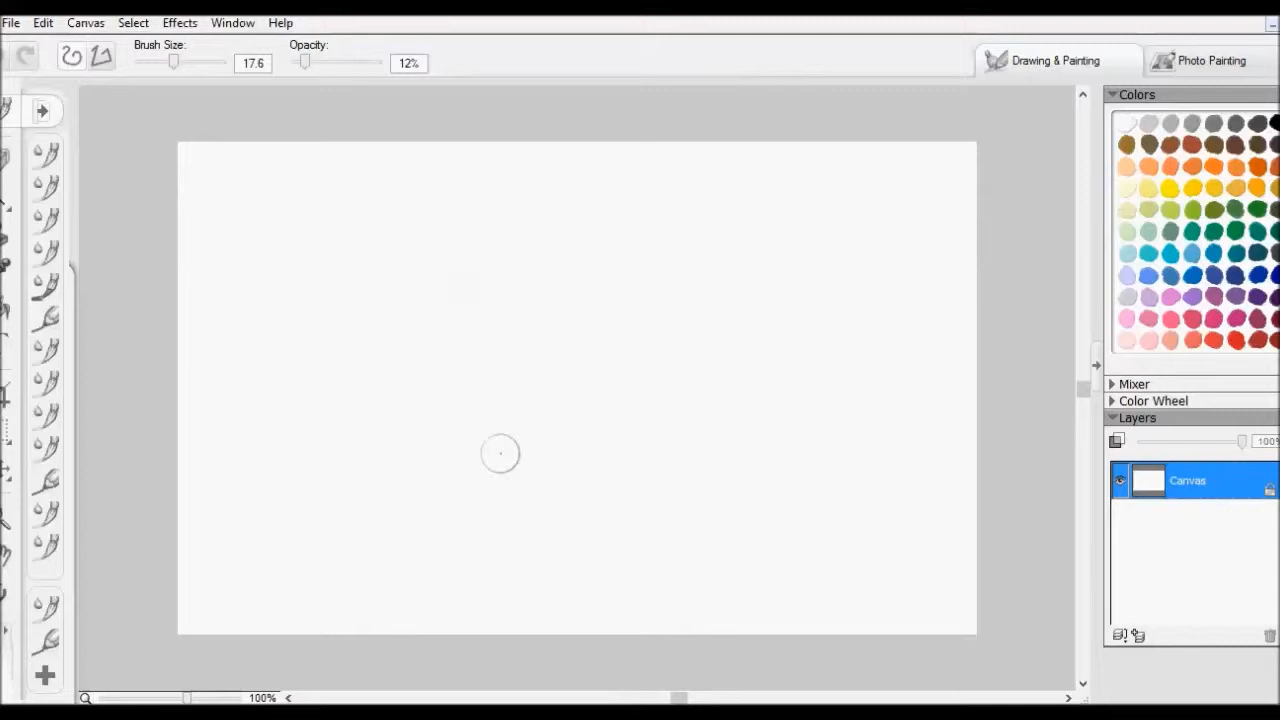 File Edit Canvas Select Effects Window Help
Brush Size: 17.6 Opacity: 12%
Drawing & Painting Photo Painting
Colors
Mixer
Color Wheel
Layers
100%
Canvas
100%